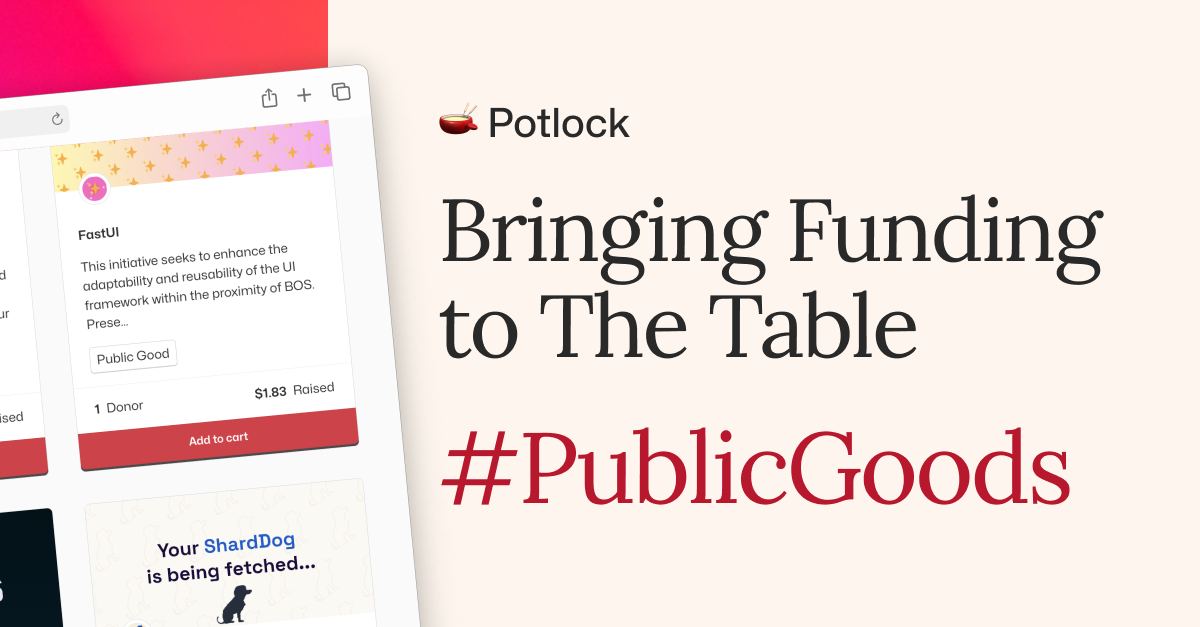 Potlock
Bringing Funding
to The Table
#PublicGoods
FastUI
This initiative seeks to enhance the
adaptability and reusability of the UI
framework within the proximity of BOS.
Prese...
Public Good
1 Donor
$1.83 Raised
Add to cart
Your ShardDog
is being fetched...